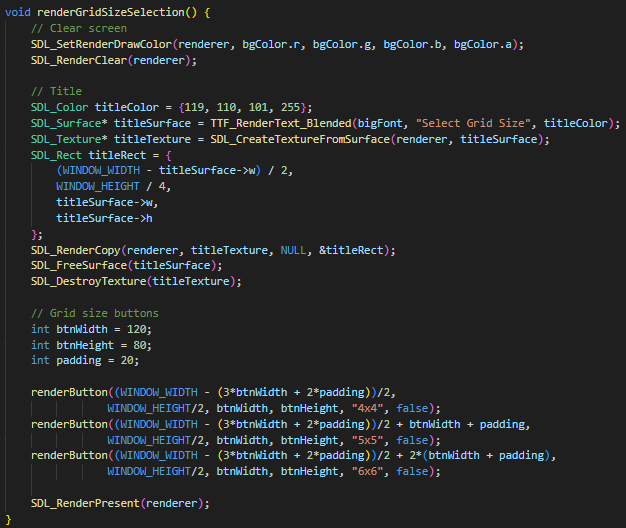 void renderGridSizeSelection() {
    // Clear screen
    SDL_SetRenderDrawColor(renderer, bgColor.r, bgColor.g, bgColor.b, bgColor.a);
    SDL_RenderClear(renderer);

    // Title
    SDL_Color titleColor = {119, 110, 101, 255};
    SDL_Surface* titleSurface = TTF_RenderText_Blended(bigFont, "Select Grid Size", titleColor);
    SDL_Texture* titleTexture = SDL_CreateTextureFromSurface(renderer, titleSurface);
    SDL_Rect titleRect = {
        (WINDOW_WIDTH - titleSurface->w) / 2,
        WINDOW_HEIGHT / 4,
        titleSurface->w,
        titleSurface->h
    };
    SDL_RenderCopy(renderer, titleTexture, NULL, &titleRect);
    SDL_FreeSurface(titleSurface);
    SDL_DestroyTexture(titleTexture);

    // Grid size buttons
    int btnWidth = 120;
    int btnHeight = 80;
    int padding = 20;

    renderButton((WINDOW_WIDTH - (3*btnWidth + 2*padding))/2,
                WINDOW_HEIGHT/2, btnWidth, btnHeight, "4x4", false);
    renderButton((WINDOW_WIDTH - (3*btnWidth + 2*padding))/2 + btnWidth + padding,
                WINDOW_HEIGHT/2, btnWidth, btnHeight, "5x5", false);
    renderButton((WINDOW_WIDTH - (3*btnWidth + 2*padding))/2 + 2*(btnWidth + padding),
                WINDOW_HEIGHT/2, btnWidth, btnHeight, "6x6", false);

    SDL_RenderPresent(renderer);
}